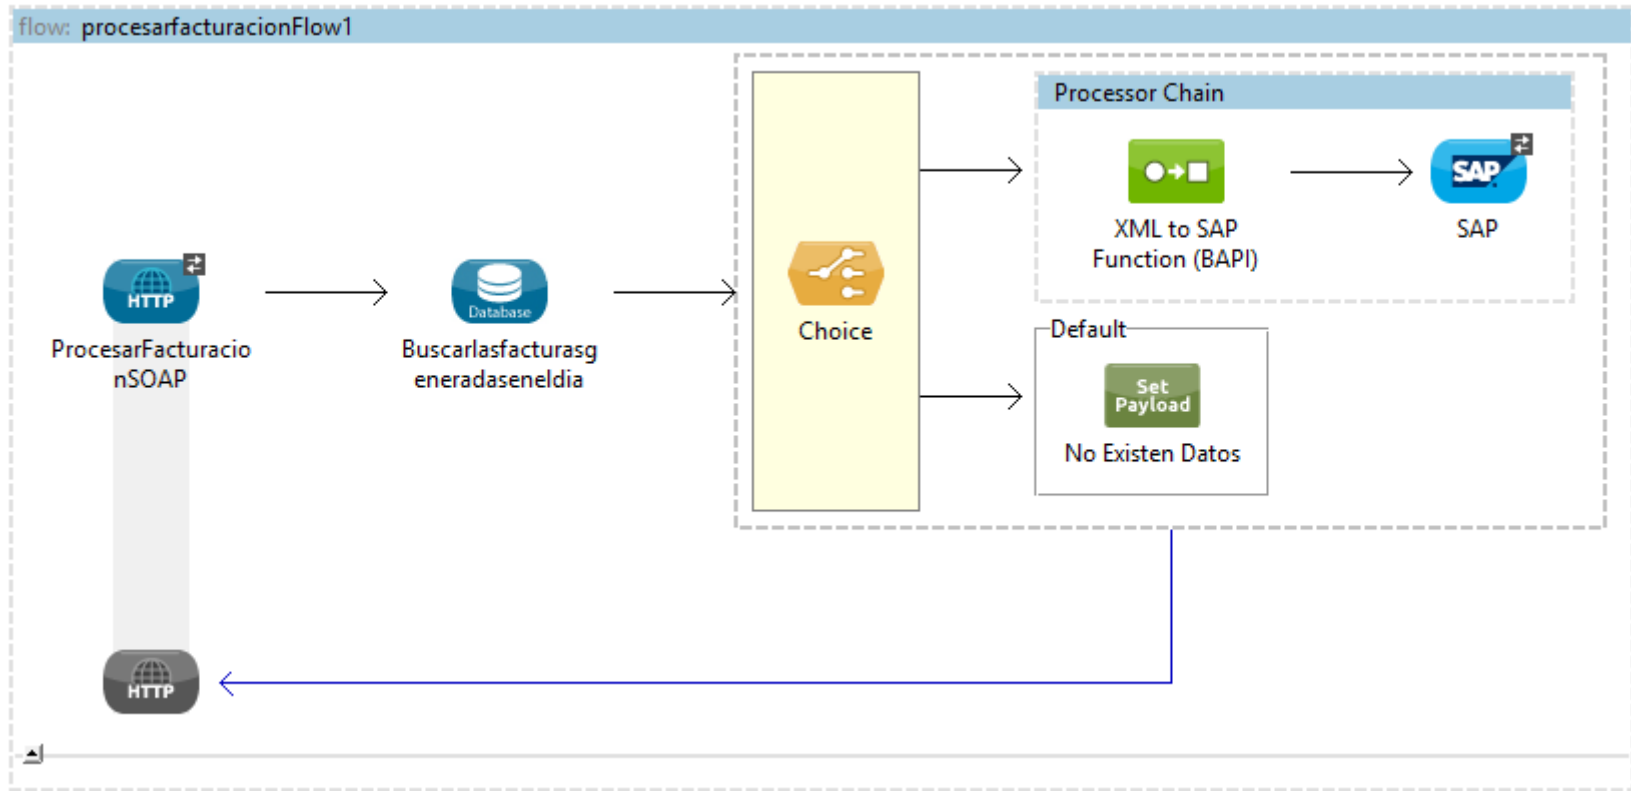 flow: procesarfacturacionFlow1
Processor Chain
SAP
XML to SAP
Function (BAPI)
SAP
HTTP
ProcesarFacturacio
nSOAP
Database
Buscarlasfacturasg
eneradaseneldia
Choice
Default
Set
Payload
No Existen Datos
HTTP